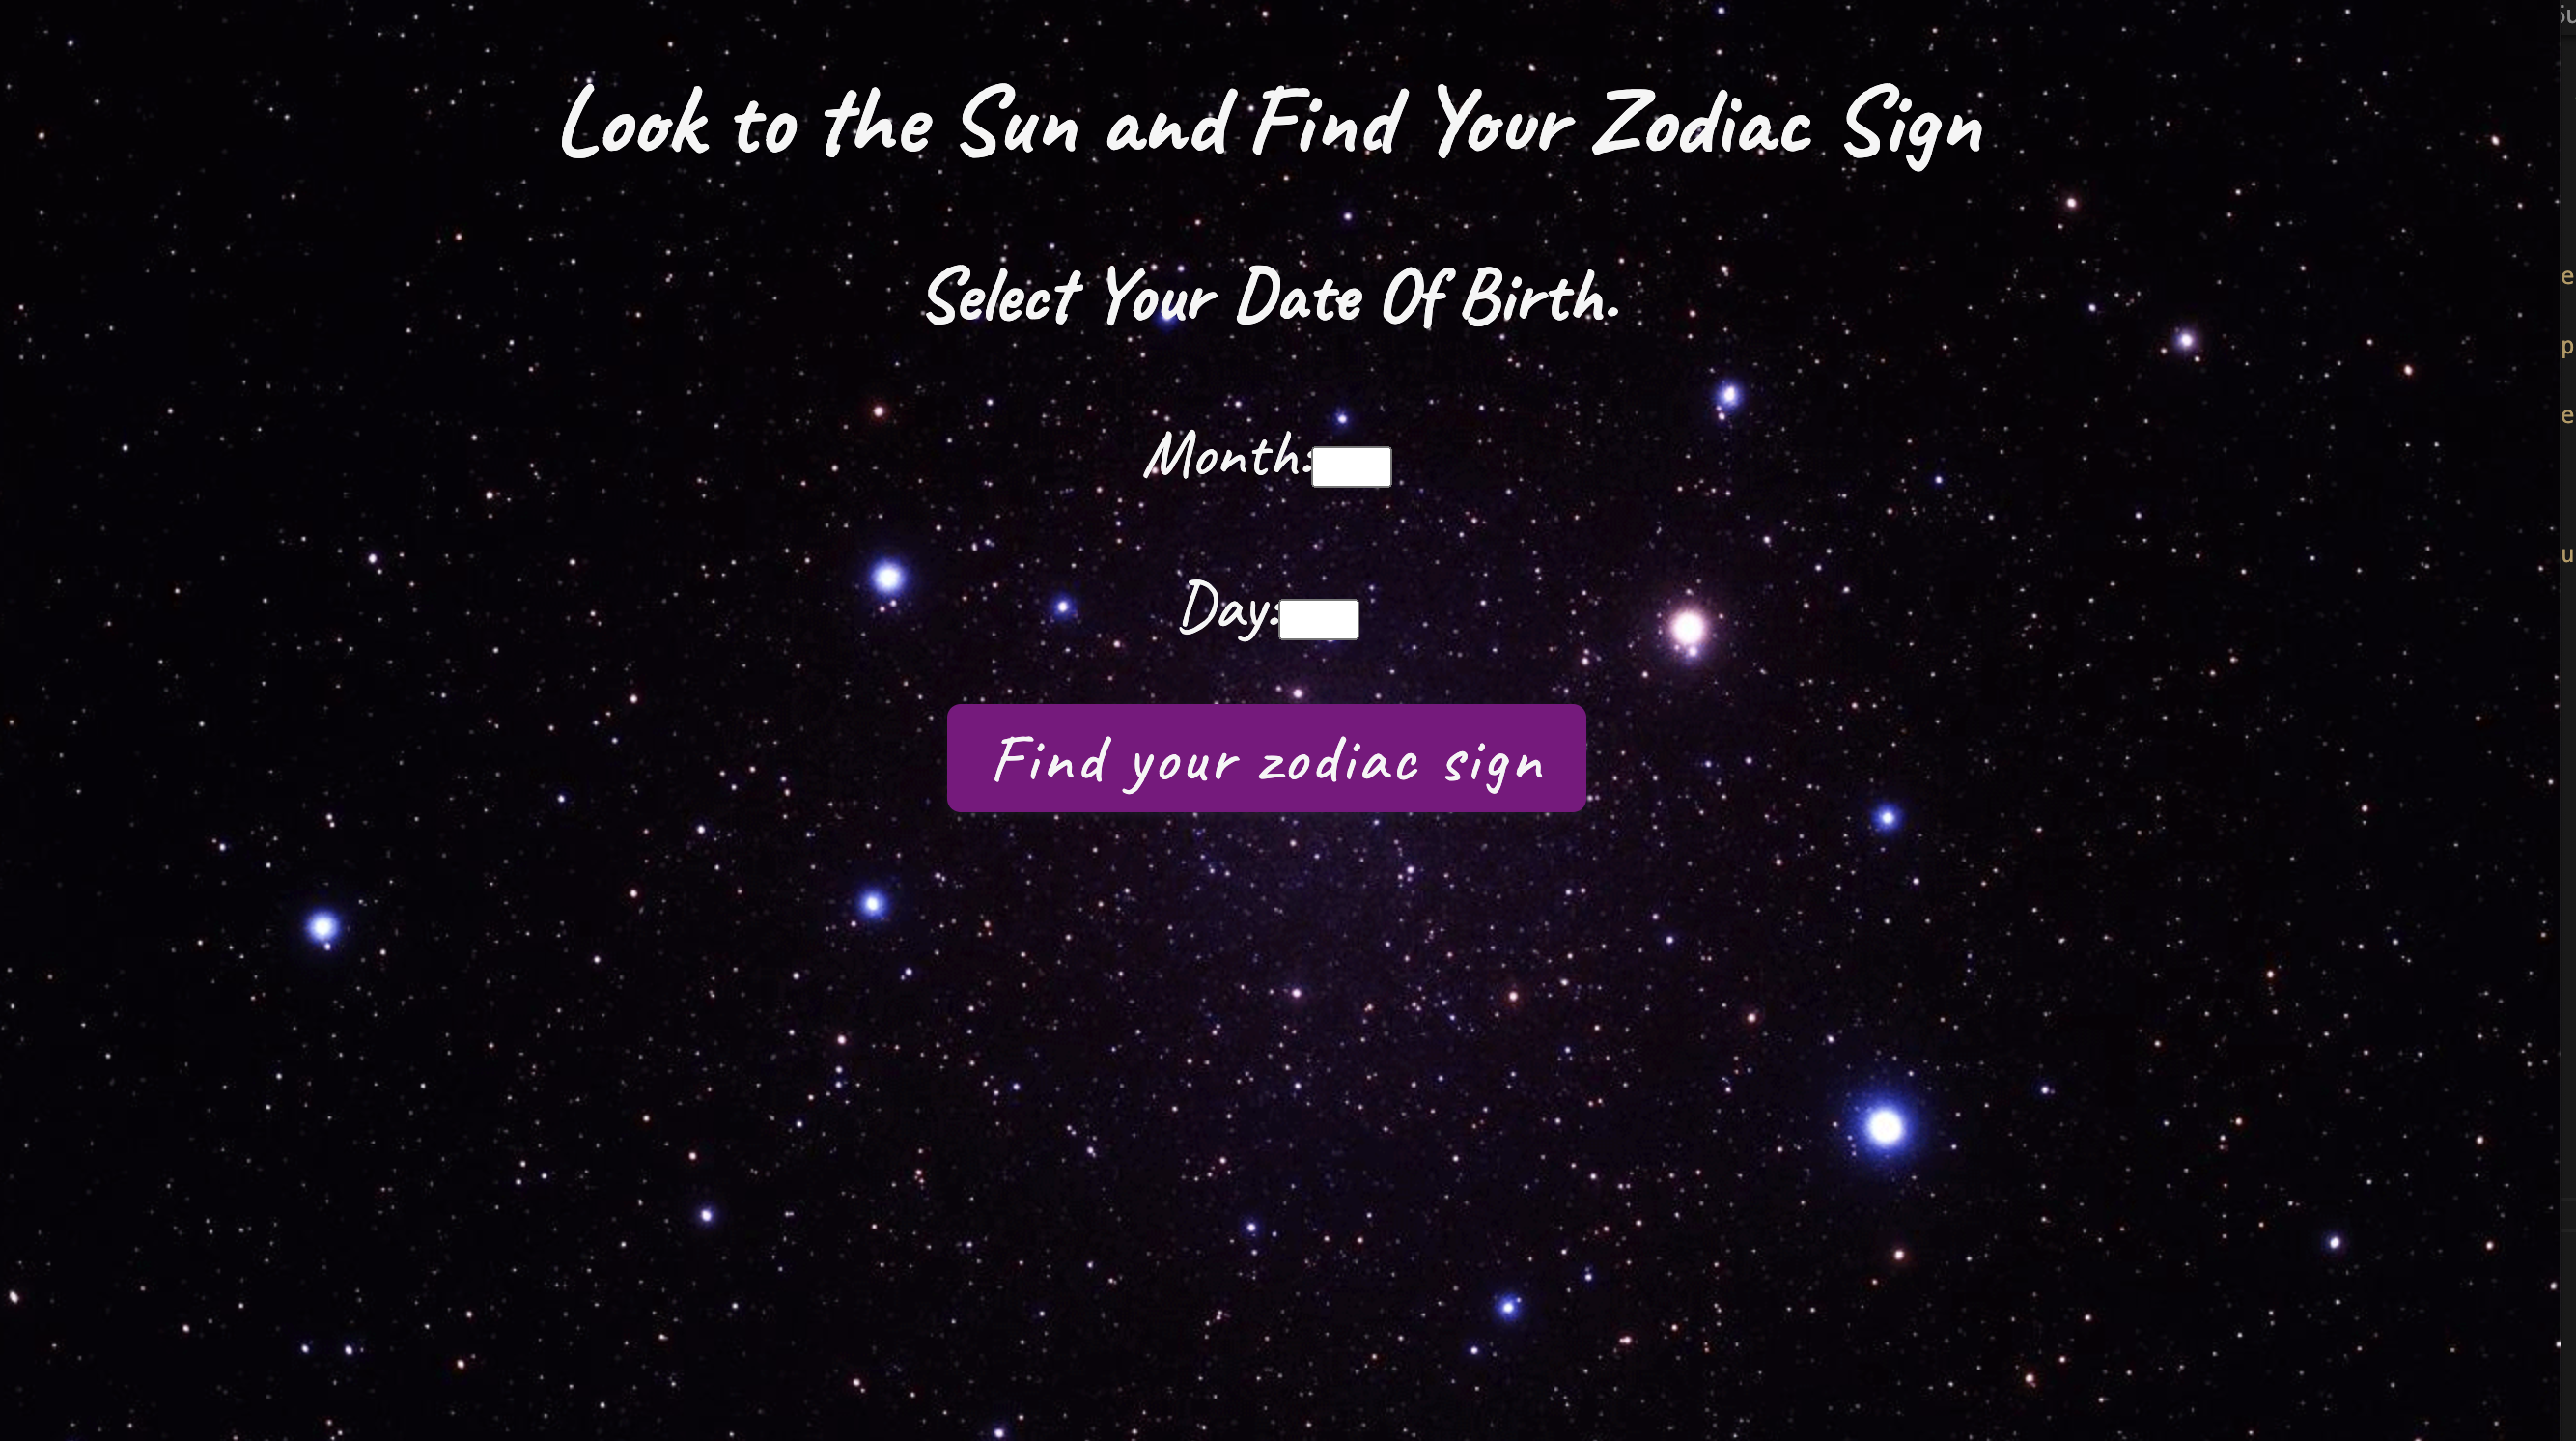 Look to the Sun and Find Your Zodiac Sign
Select Your Date Of Birth.
Month:
Day:
Find your zodiac sign
e
p
e
u